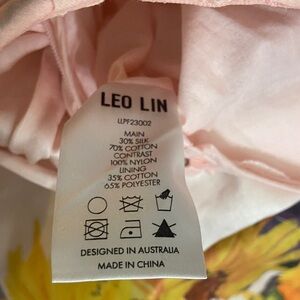 LEO LIN
LLPF23002
MAIN
30% SILK
70% COTTON
CONTRAST
100% NYLON
LINING
35% COTTON
65% POLYESTER
DESIGNED IN AUSTRALIA
MADE IN CHINA